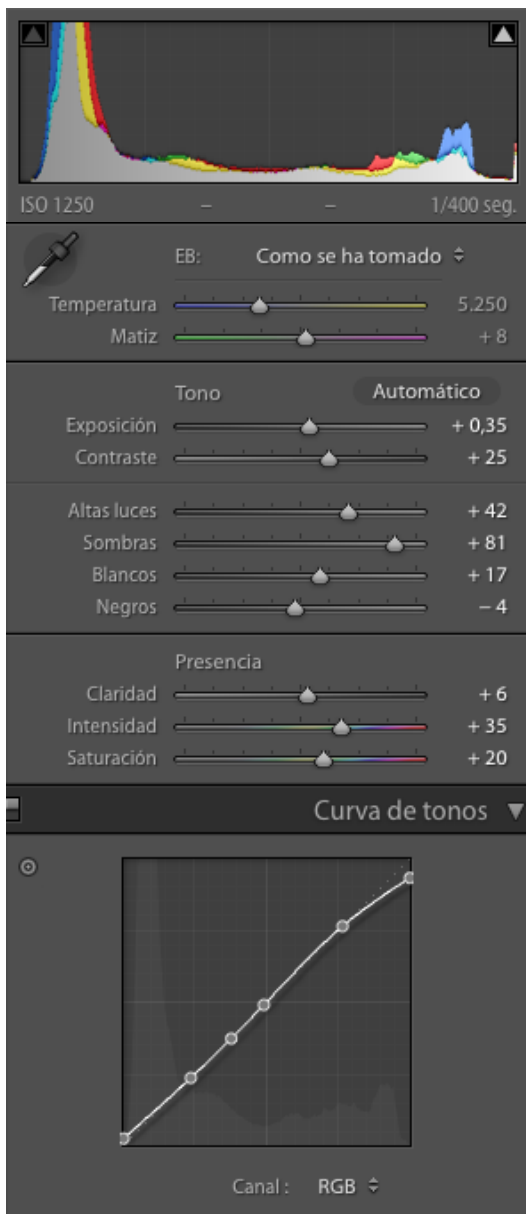 ISO 1250 – – 1/400 seg.
EB: Como se ha tomado
Temperatura 5.250
Matiz + 8
Tono Automático
Exposición + 0,35
Contraste + 25
Altas luces + 42
Sombras + 81
Blancos + 17
Negros – 4
Presencia
Claridad + 6
Intensidad + 35
Saturación + 20
Curva de tonos
Canal : RGB